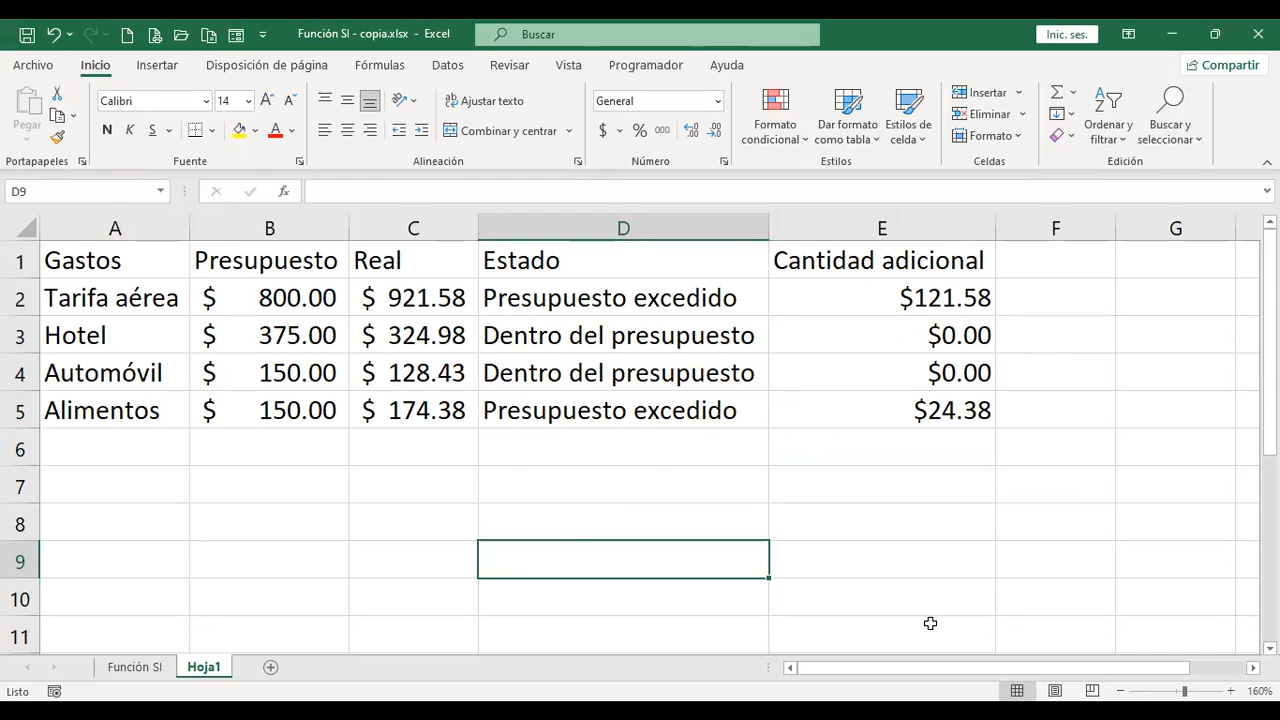 Función SI - copia.xlsx - Excel
Buscar
Inic. ses.
Archivo Inicio Insertar Disposición de página Fórmulas Datos Revisar Vista Programador Ayuda Compartir
Pegar
Portapapeles
Calibri 14
N K S
Fuente
Ajustar texto
Combinar y centrar
Alineación
General
$ % 000
Número
Formato condicional
Dar formato como tabla
Estilos de celda
Estilos
Insertar
Eliminar
Formato
Celdas
Ordenar y filtrar
Buscar y seleccionar
Edición
D9 fx
A B C D E F G
1 Gastos Presupuesto Real Estado Cantidad adicional
2 Tarifa aérea $ 800.00 $ 921.58 Presupuesto excedido $121.58
3 Hotel $ 375.00 $ 324.98 Dentro del presupuesto $0.00
4 Automóvil $ 150.00 $ 128.43 Dentro del presupuesto $0.00
5 Alimentos $ 150.00 $ 174.38 Presupuesto excedido $24.38
6
7
8
9
10
11
Función SI Hoja1
Listo 160%